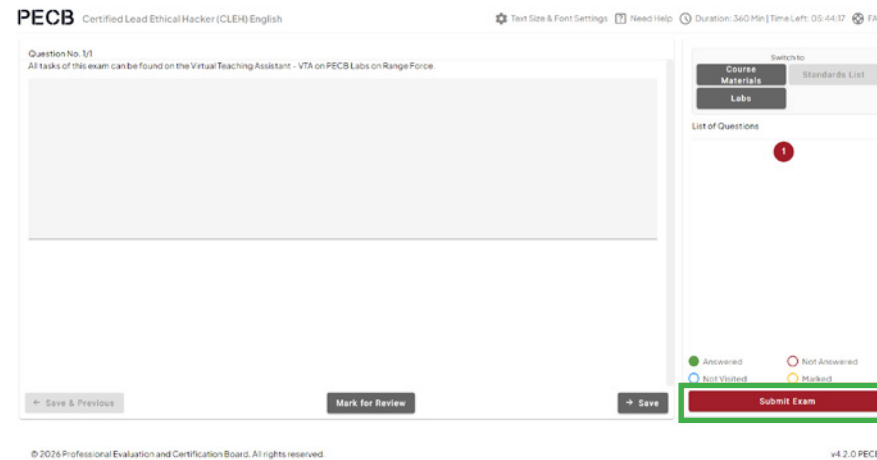 PECB Certified Lead Ethical Hacker (CLEH) English
Text Size & Font Settings Need Help Duration: 360 Min | Time Left: 05:44:17 FA
Question No. 1/1
All tasks of this exam can be found on the Virtual Teaching Assistant - VTA on PECB Labs on Range Force.
Switch to
Course Materials
Standards List
Labs
List of Questions
1
Answered Not Answered
Not Visited Marked
← Save & Previous
Mark for Review
→ Save
Submit Exam
© 2026 Professional Evaluation and Certification Board. All rights reserved.
v4.2.0 PECB